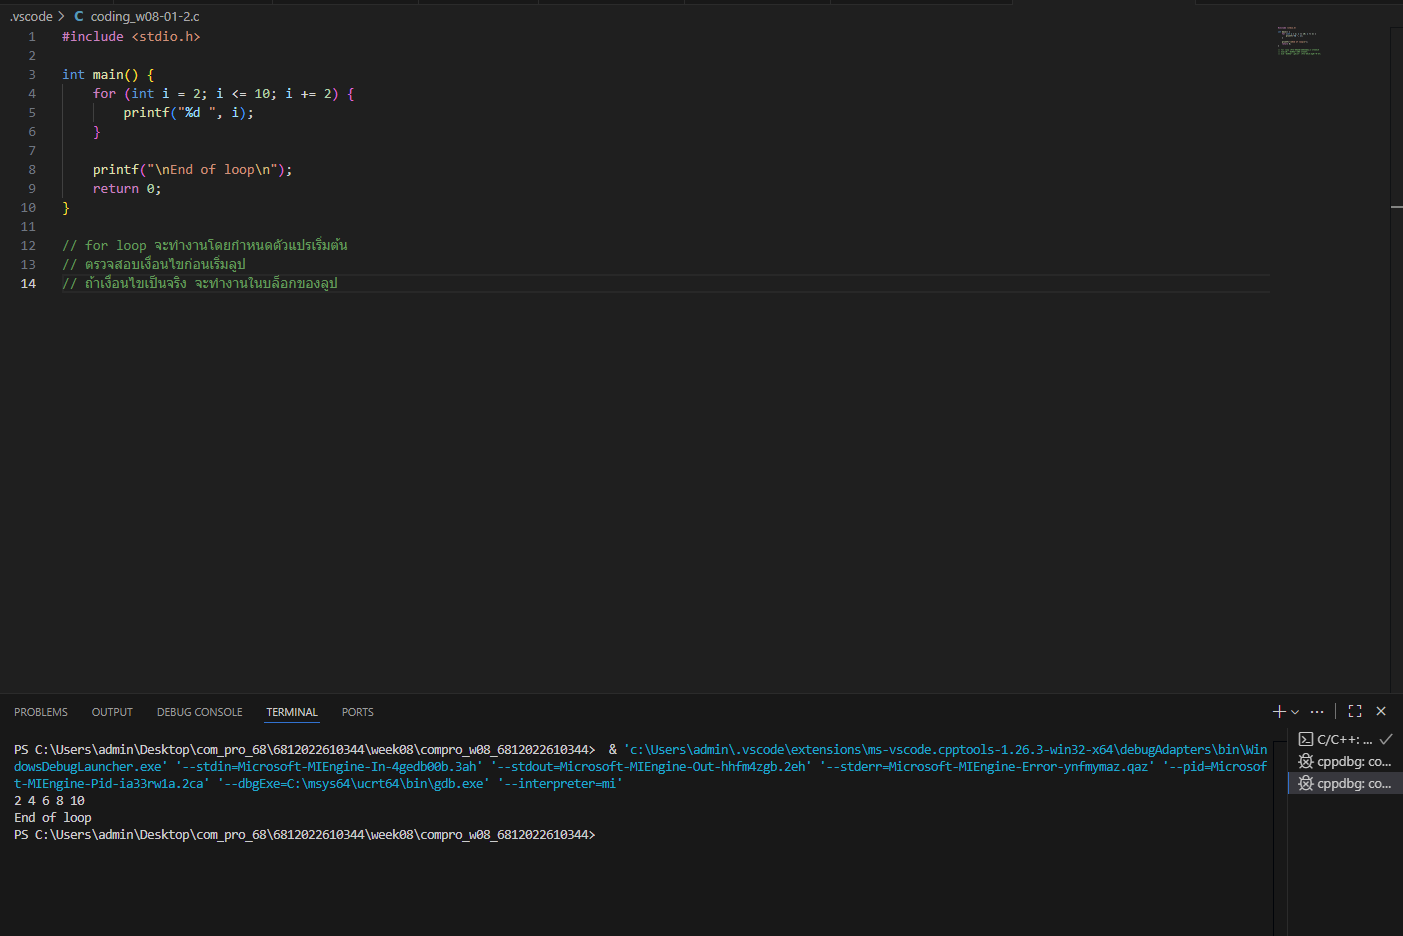 .vscode > C coding_w08-01-2.c
1 #include <stdio.h>
2
3 int main() {
4 for (int i = 2; i <= 10; i += 2) {
5 printf("%d ", i);
6 }
7
8 printf("\nEnd of loop\n");
9 return 0;
10 }
11
12 // for loop จะทำงานโดยกำหนดตัวแปรเริ่มต้น
13 // ตรวจสอบเงื่อนไขก่อนเริ่มลูป
14 // ถ้าเงื่อนไขเป็นจริง จะทำงานในบล็อกของลูป
PROBLEMS OUTPUT DEBUG CONSOLE TERMINAL PORTS
PS C:\Users\admin\Desktop\com_pro_68\6812022610344\week08\compro_w08_6812022610344> & 'c:\Users\admin\.vscode\extensions\ms-vscode.cpptools-1.26.3-win32-x64\debugAdapters\bin\Win
dowsDebugLauncher.exe' '--stdin=Microsoft-MIEngine-In-4gedb00b.3ah' '--stdout=Microsoft-MIEngine-Out-hhfm4zgb.2eh' '--stderr=Microsoft-MIEngine-Error-ynfmymaz.qaz' '--pid=Microsof
t-MIEngine-Pid-ia33rw1a.2ca' '--dbgExe=C:\msys64\ucrt64\bin\gdb.exe' '--interpreter=mi'
2 4 6 8 10
End of loop
PS C:\Users\admin\Desktop\com_pro_68\6812022610344\week08\compro_w08_6812022610344>
C/C++: ...
cppdbg: co...
cppdbg: co...